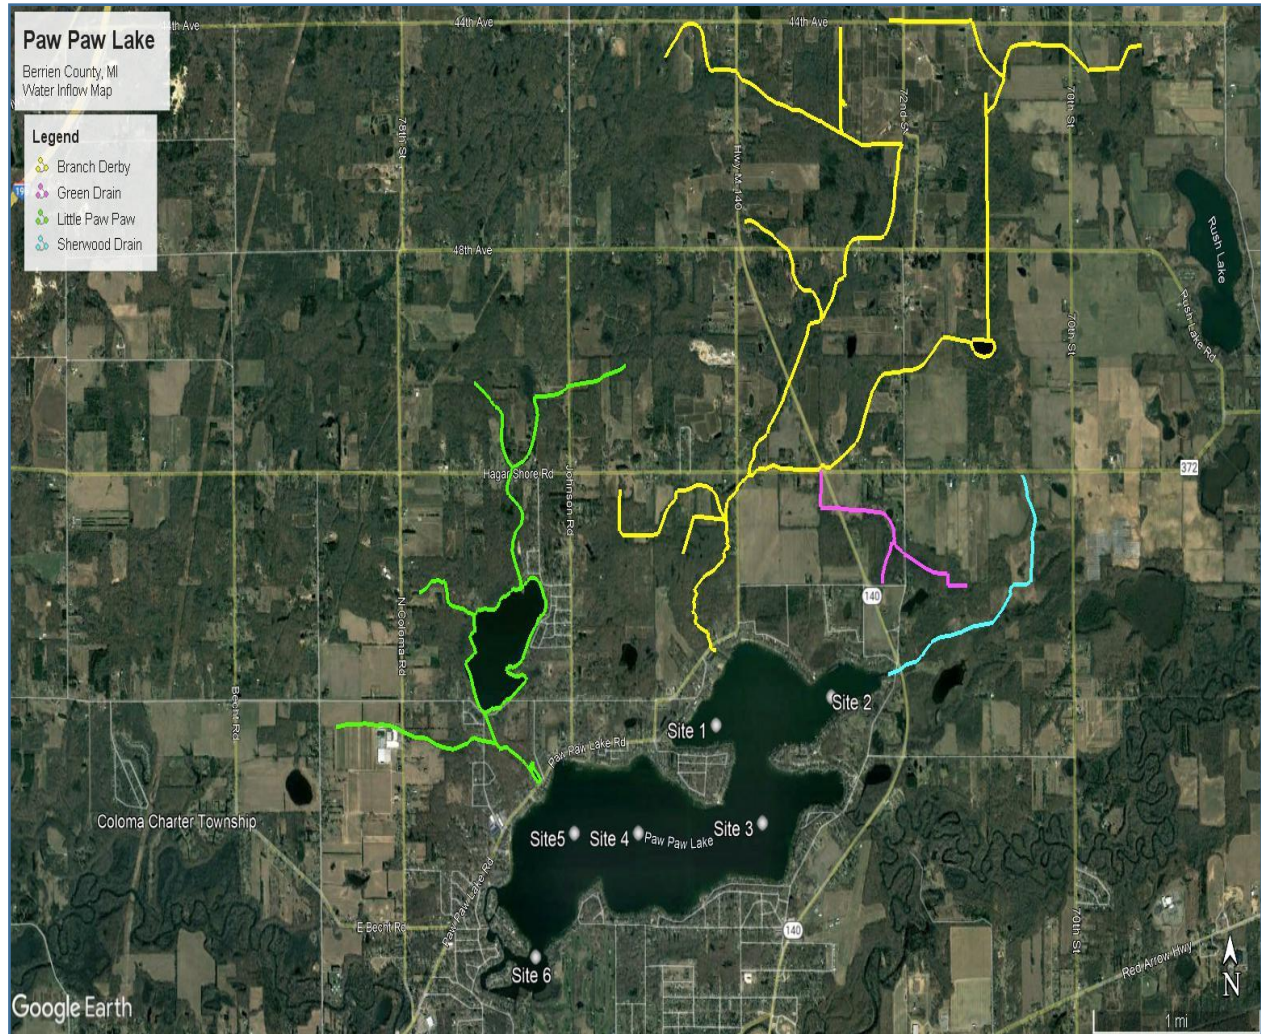 Paw Paw Lake
Berrien County, MI
Water Inflow Map
Legend
Branch Derby
Green Drain
Little Paw Paw
Sherwood Drain
44th Ave
44th Ave
44th Ave
78th St
Hwy M 140
72nd St
70th St
48th Ave
Rush Lake
Rush Lake Rd
70th St
Hagar Shore Rd
Johnson Rd
372
140
N Coloma Rd
Becht Rd
Site 2
Site 1
Paw Paw Lake Rd
Coloma Charter Township
Site5
Site 4
Paw Paw Lake
Site 3
Paw Paw Lake Rd
E Becht Rd
140
70th St
Red Arrow Hwy
Site 6
N
Google Earth
1 mi